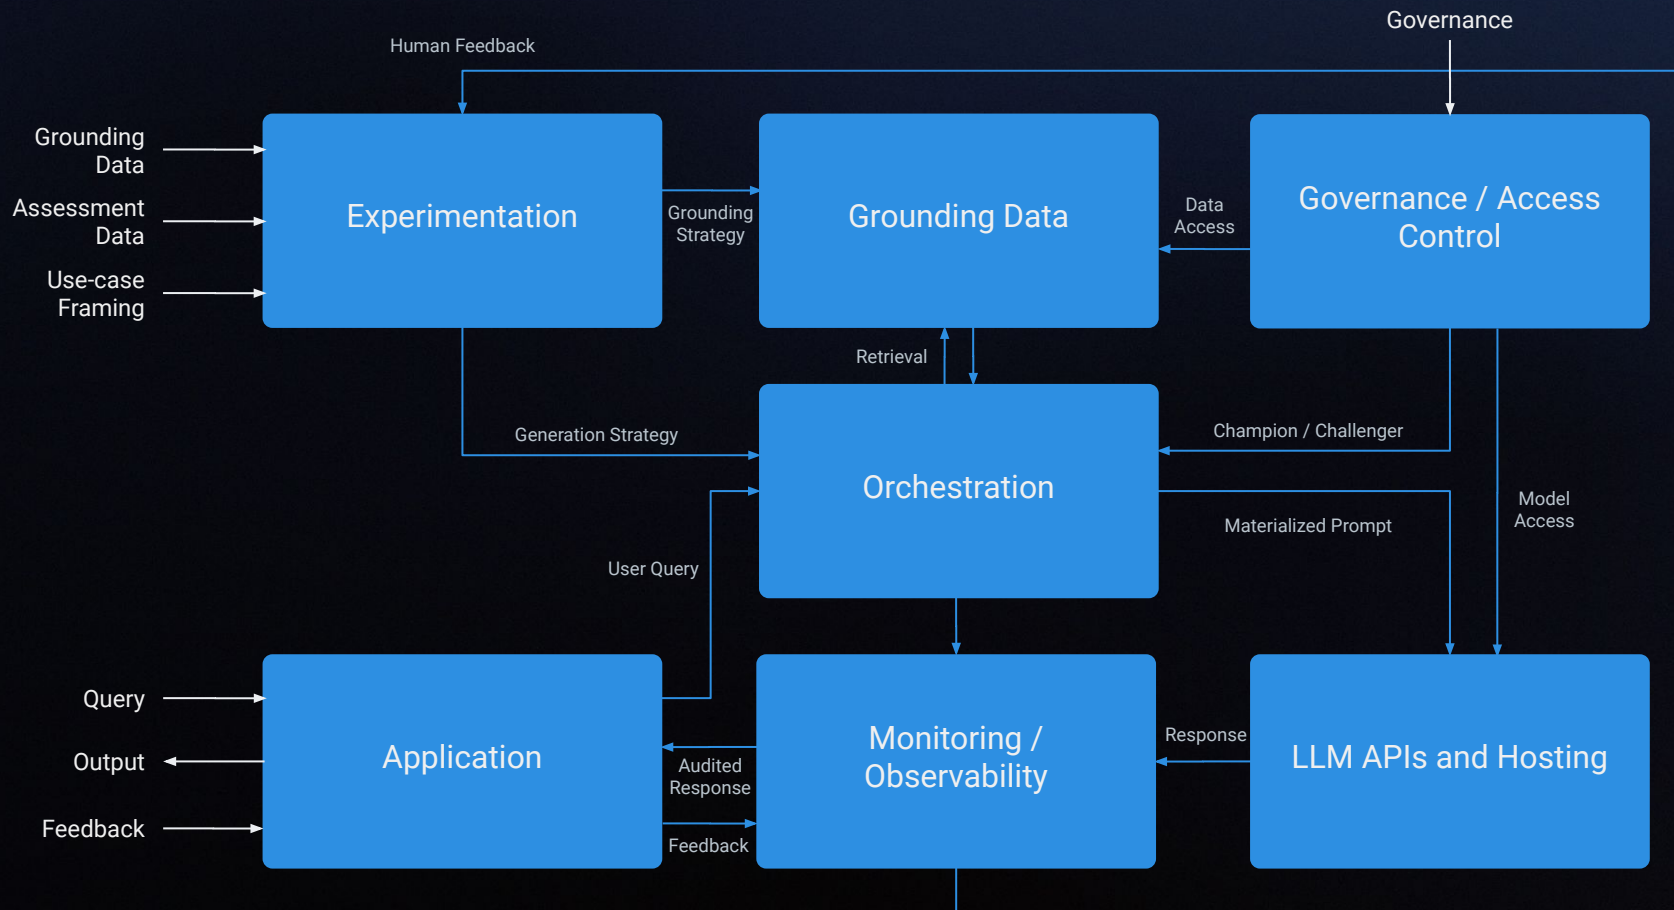 Governance
Human Feedback
Grounding
Data
Assessment
Data
Use-case
Framing
Experimentation
Grounding
Strategy
Grounding Data
Data
Access
Governance / Access
Control
Retrieval
Generation Strategy
Champion / Challenger
Orchestration
Model
Access
Materialized Prompt
User Query
Query
Output
Feedback
Application
Audited
Response
Feedback
Monitoring /
Observability
Response
LLM APIs and Hosting